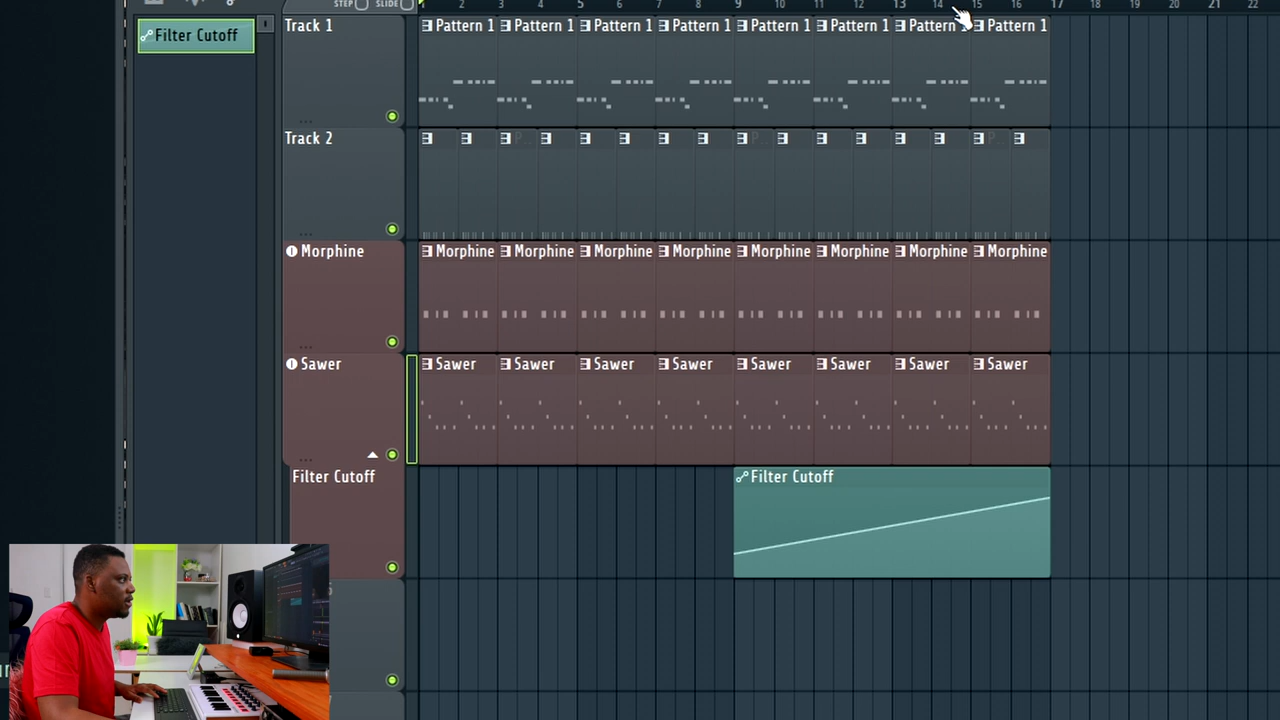 STEP SLIDE 2 3 4 5 6 7 8 9 10 11 12 13 14 15 16 17 18 19 20 21 22
Filter Cutoff
Track 1
Pattern 1 Pattern 1 Pattern 1 Pattern 1 Pattern 1 Pattern 1 Pattern 1 Pattern 1
Track 2
Morphine
Morphine Morphine Morphine Morphine Morphine Morphine Morphine Morphine
Sawer
Sawer Sawer Sawer Sawer Sawer Sawer Sawer Sawer
Filter Cutoff
Filter Cutoff